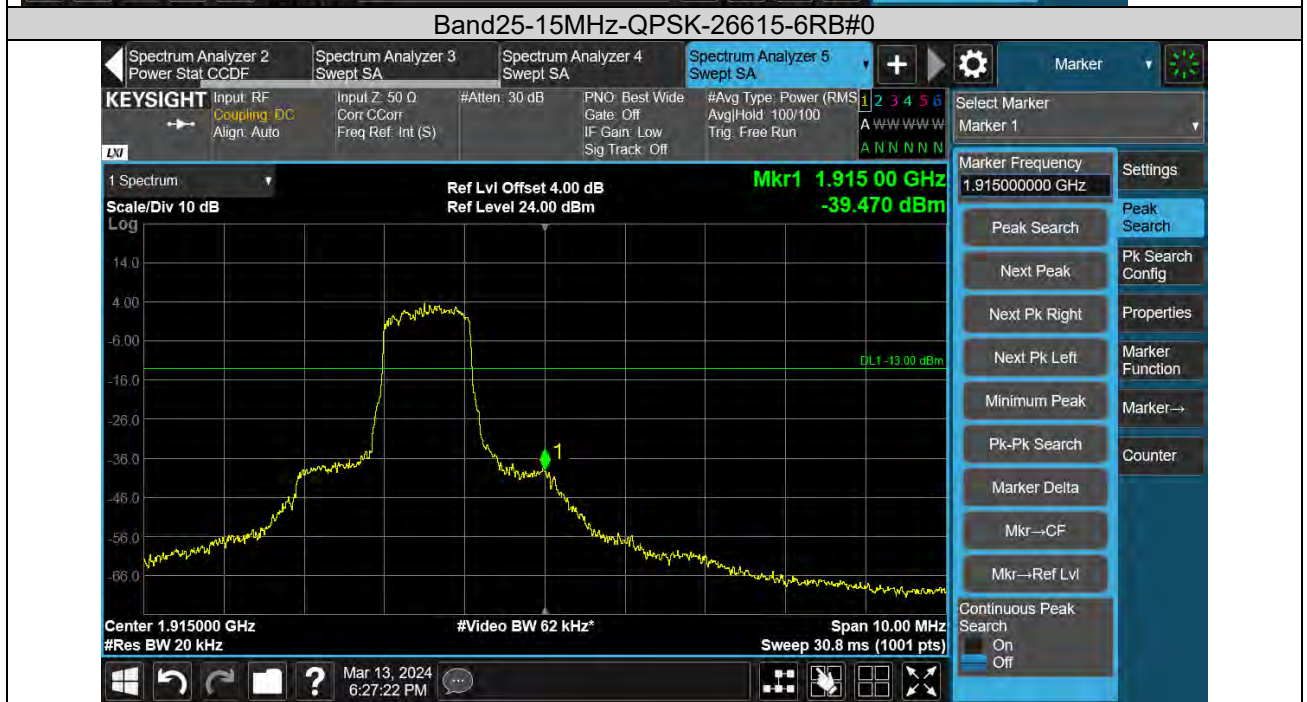 Band25-15MHz-QPSK-26615-6RB#0
Spectrum Analyzer 2
Power Stat CCDF
Spectrum Analyzer 3
Swept SA
Spectrum Analyzer 4
Swept SA
Spectrum Analyzer 5
Swept SA
+
Marker
KEYSIGHT
LXI
Input: RF
Coupling: DC
Align: Auto
Input Z: 50 Ω
Corr CCorr
Freq Ref: Int (S)
#Atten: 30 dB
PNO: Best Wide
Gate: Off
IF Gain: Low
Sig Track: Off
#Avg Type: Power (RMS
Avg|Hold: 100/100
Trig: Free Run
1 2 3 4 5 6
A W W W W W
A N N N N N
Select Marker
Marker 1
1 Spectrum
Scale/Div 10 dB
Log
Ref Lvl Offset 4.00 dB
Ref Level 24.00 dBm
Mkr1 1.915 00 GHz
-39.470 dBm
14.0
4.00
-6.00
-16.0
-26.0
-36.0
-46.0
-56.0
-66.0
DL1 -13.00 dBm
1
Center 1.915000 GHz
#Res BW 20 kHz
#Video BW 62 kHz*
Span 10.00 MHz
Sweep 30.8 ms (1001 pts)
Marker Frequency
1.915000000 GHz
Peak Search
Next Peak
Next Pk Right
Next Pk Left
Minimum Peak
Pk-Pk Search
Marker Delta
Mkr→CF
Mkr→Ref Lvl
Continuous Peak
Search
On
Off
Settings
Peak
Search
Pk Search
Config
Properties
Marker
Function
Marker→
Counter
?
Mar 13, 2024
6:27:22 PM